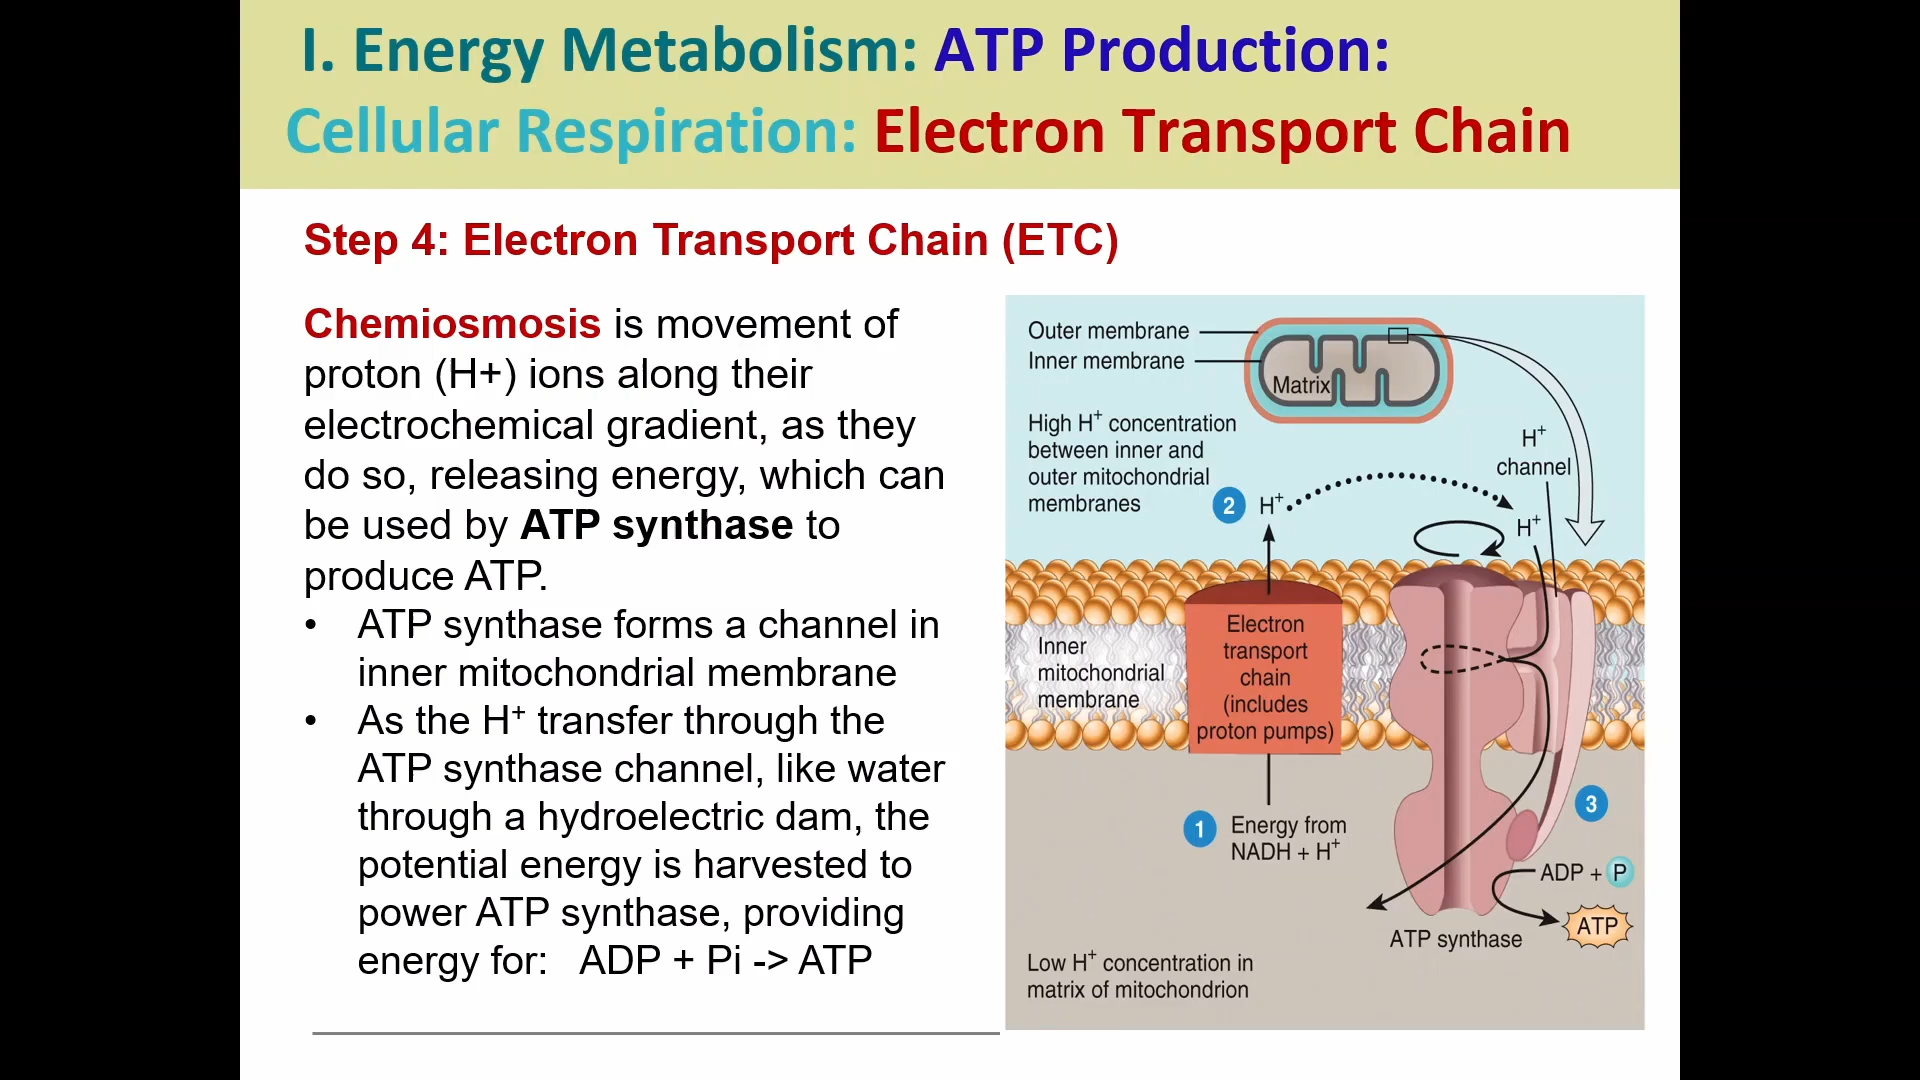 I. Energy Metabolism: ATP Production:
Cellular Respiration: Electron Transport Chain
Step 4: Electron Transport Chain (ETC)
Chemiosmosis is movement of
proton (H+) ions along their
electrochemical gradient, as they
do so, releasing energy, which can
be used by ATP synthase to
produce ATP.
• ATP synthase forms a channel in
inner mitochondrial membrane
• As the H⁺ transfer through the
ATP synthase channel, like water
through a hydroelectric dam, the
potential energy is harvested to
power ATP synthase, providing
energy for: ADP + Pi -> ATP
Outer membrane
Inner membrane
Matrix
High H⁺ concentration
between inner and
outer mitochondrial
membranes
2 H⁺
H⁺
channel
H⁺
Inner
mitochondrial
membrane
Electron
transport
chain
(includes
proton pumps)
1 Energy from
NADH + H⁺
3
ADP + P
ATP
ATP synthase
Low H⁺ concentration in
matrix of mitochondrion